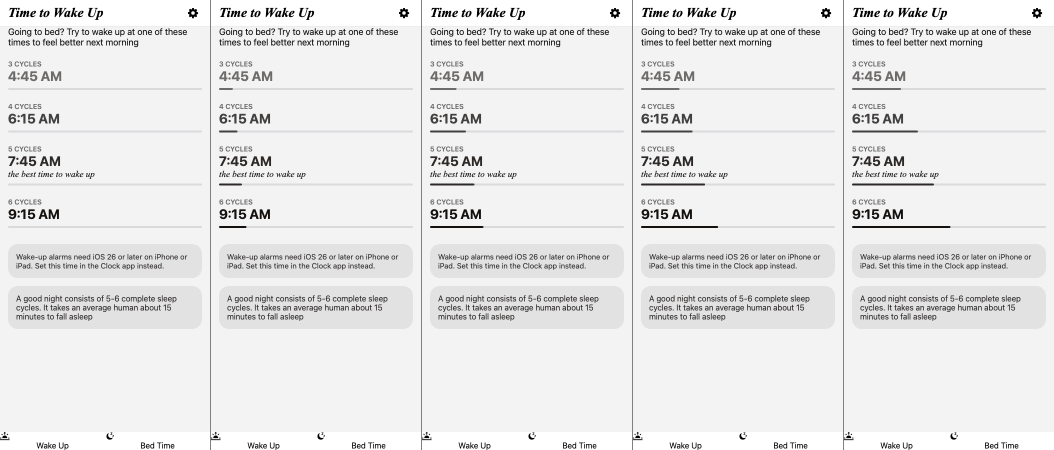 Time to Wake Up
Going to bed? Try to wake up at one of these
times to feel better next morning
3 CYCLES
4:45 AM
4 CYCLES
6:15 AM
5 CYCLES
7:45 AM
the best time to wake up
6 CYCLES
9:15 AM
Wake-up alarms need iOS 26 or later on iPhone or
iPad. Set this time in the Clock app instead.
A good night consists of 5-6 complete sleep
cycles. It takes an average human about 15
minutes to fall asleep
Wake Up
Bed Time
Time to Wake Up
Going to bed? Try to wake up at one of these
times to feel better next morning
3 CYCLES
4:45 AM
4 CYCLES
6:15 AM
5 CYCLES
7:45 AM
the best time to wake up
6 CYCLES
9:15 AM
Wake-up alarms need iOS 26 or later on iPhone or
iPad. Set this time in the Clock app instead.
A good night consists of 5-6 complete sleep
cycles. It takes an average human about 15
minutes to fall asleep
Wake Up
Bed Time
Time to Wake Up
Going to bed? Try to wake up at one of these
times to feel better next morning
3 CYCLES
4:45 AM
4 CYCLES
6:15 AM
5 CYCLES
7:45 AM
the best time to wake up
6 CYCLES
9:15 AM
Wake-up alarms need iOS 26 or later on iPhone or
iPad. Set this time in the Clock app instead.
A good night consists of 5-6 complete sleep
cycles. It takes an average human about 15
minutes to fall asleep
Wake Up
Bed Time
Time to Wake Up
Going to bed? Try to wake up at one of these
times to feel better next morning
3 CYCLES
4:45 AM
4 CYCLES
6:15 AM
5 CYCLES
7:45 AM
the best time to wake up
6 CYCLES
9:15 AM
Wake-up alarms need iOS 26 or later on iPhone or
iPad. Set this time in the Clock app instead.
A good night consists of 5-6 complete sleep
cycles. It takes an average human about 15
minutes to fall asleep
Wake Up
Bed Time
Time to Wake Up
Going to bed? Try to wake up at one of these
times to feel better next morning
3 CYCLES
4:45 AM
4 CYCLES
6:15 AM
5 CYCLES
7:45 AM
the best time to wake up
6 CYCLES
9:15 AM
Wake-up alarms need iOS 26 or later on iPhone or
iPad. Set this time in the Clock app instead.
A good night consists of 5-6 complete sleep
cycles. It takes an average human about 15
minutes to fall asleep
Wake Up
Bed Time